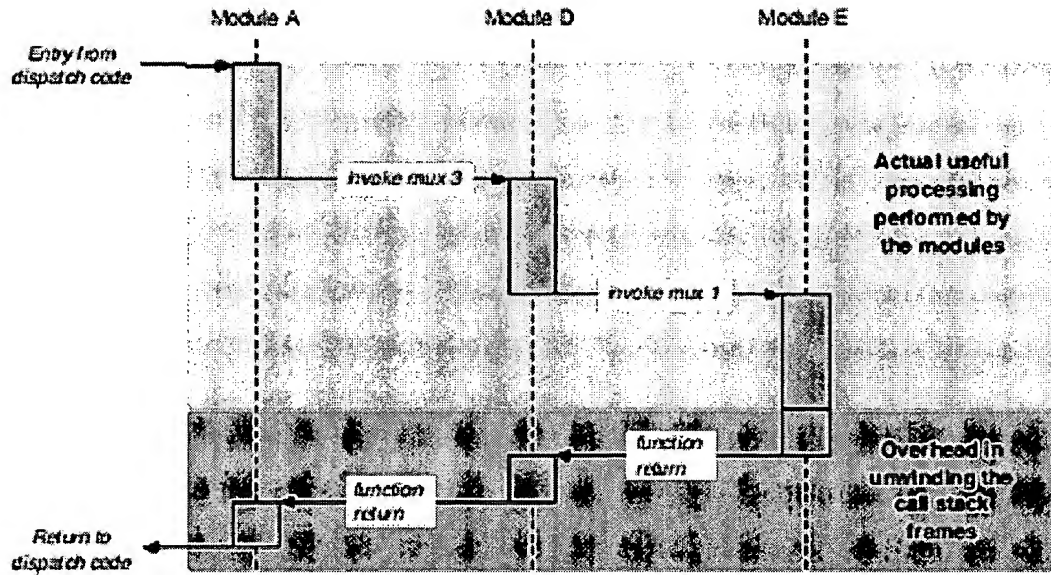 Module A
Module D
Module E
Entry from
dispatch code
invoke mux 3
Actual useful
processing
performed by
the modules
invoke mux 1
function
return
Overhead in
unwinding the
call stack
frames
function
return
Return to
dispatch code